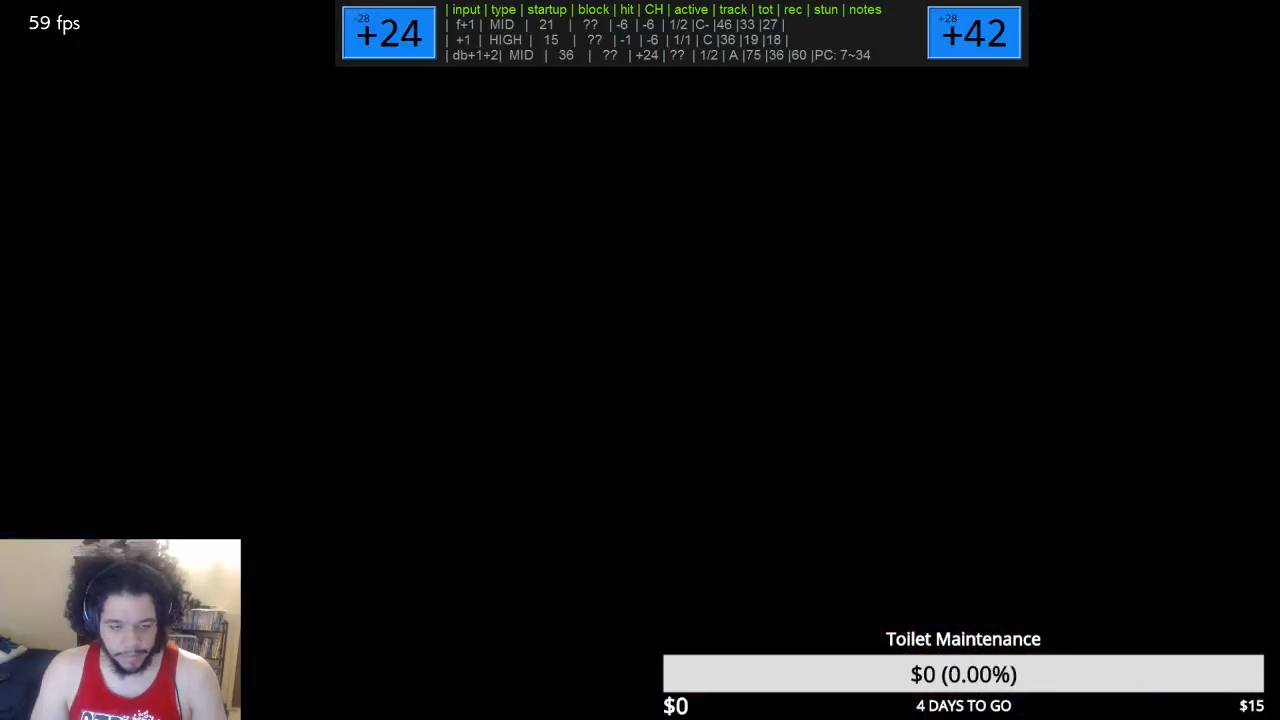 59 fps
-28
+24
| input | type | startup | block | hit | CH | active | track | tot | rec | stun | notes
| f+1 | MID | 21 | ?? | -6 | -6 | 1/2 |C- |46 |33 |27 |
| +1 | HIGH | 15 | ?? | -1 | -6 | 1/1 | C |36 |19 |18 |
| db+1+2| MID | 36 | ?? | +24 | ?? | 1/2 | A |75 |36 |60 |PC: 7~34
+28
+42
Toilet Maintenance
$0 (0.00%)
$0 4 DAYS TO GO $15